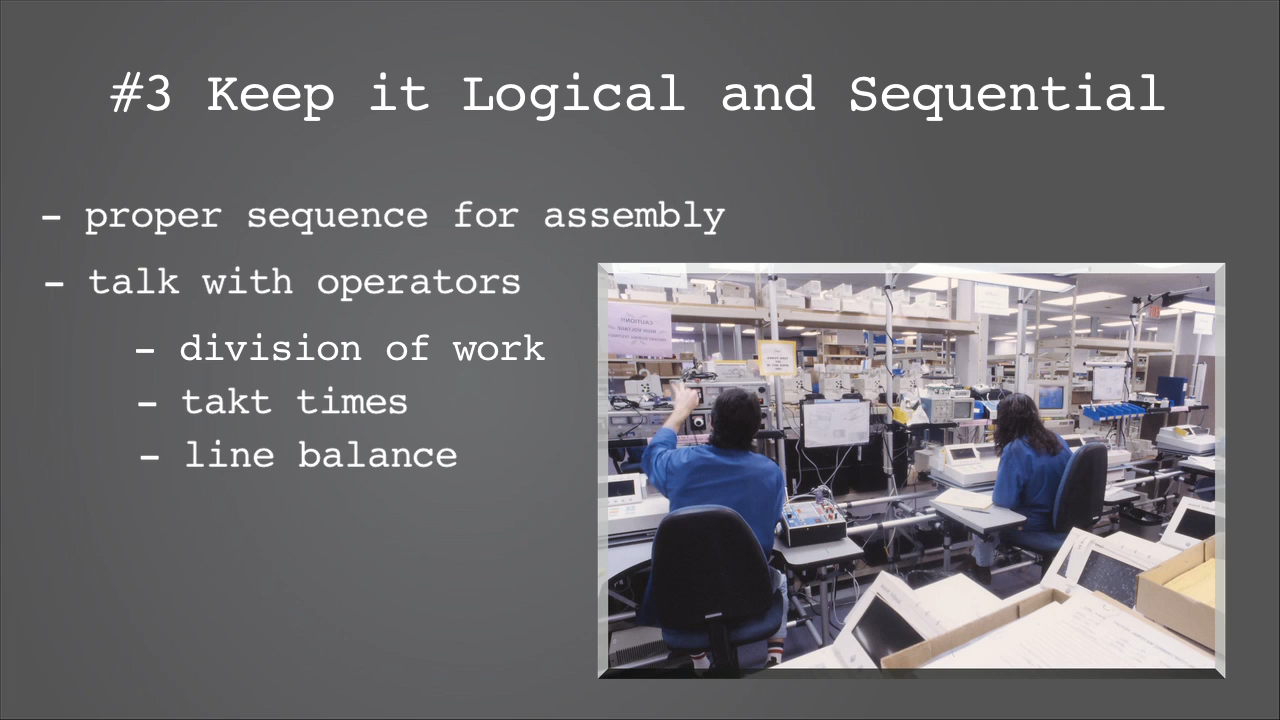 #3 Keep it Logical and Sequential
- proper sequence for assembly
- talk with operators
- division of work
- takt times
- line balance